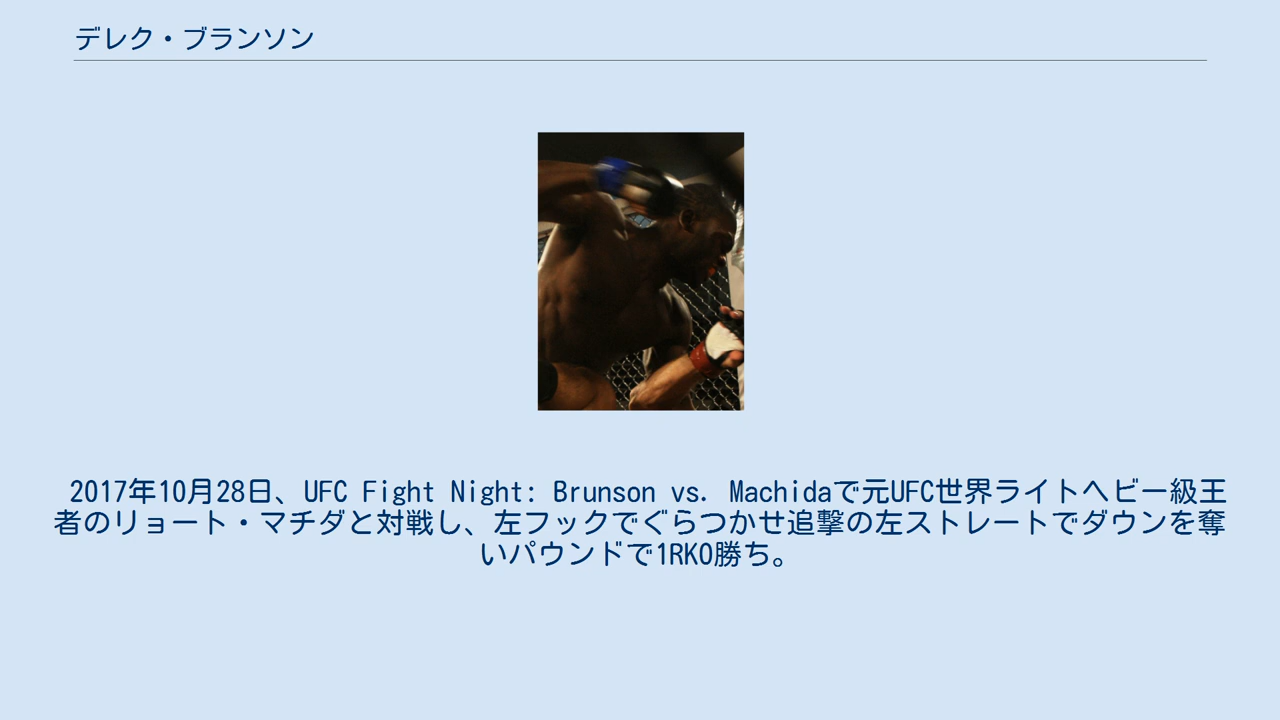 デレク・ブランソン
2017年10月28日、UFC Fight Night: Brunson vs. Machidaで元UFC世界ライトヘビー級王
者のリョート・マチダと対戦し、左フックでぐらつかせ追撃の左ストレートでダウンを奪
いパウンドで1RKO勝ち。